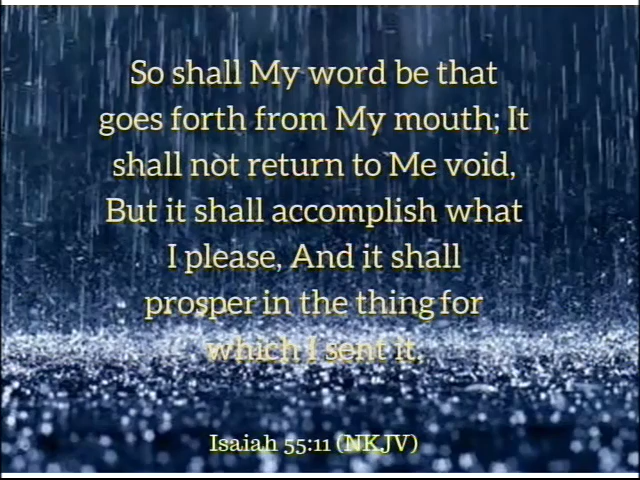 So shall My word be that
goes forth from My mouth; It
shall not return to Me void,
But it shall accomplish what
I please, And it shall
prosper in the thing for
which I sent it.
Isaiah 55:11 (NKJV)